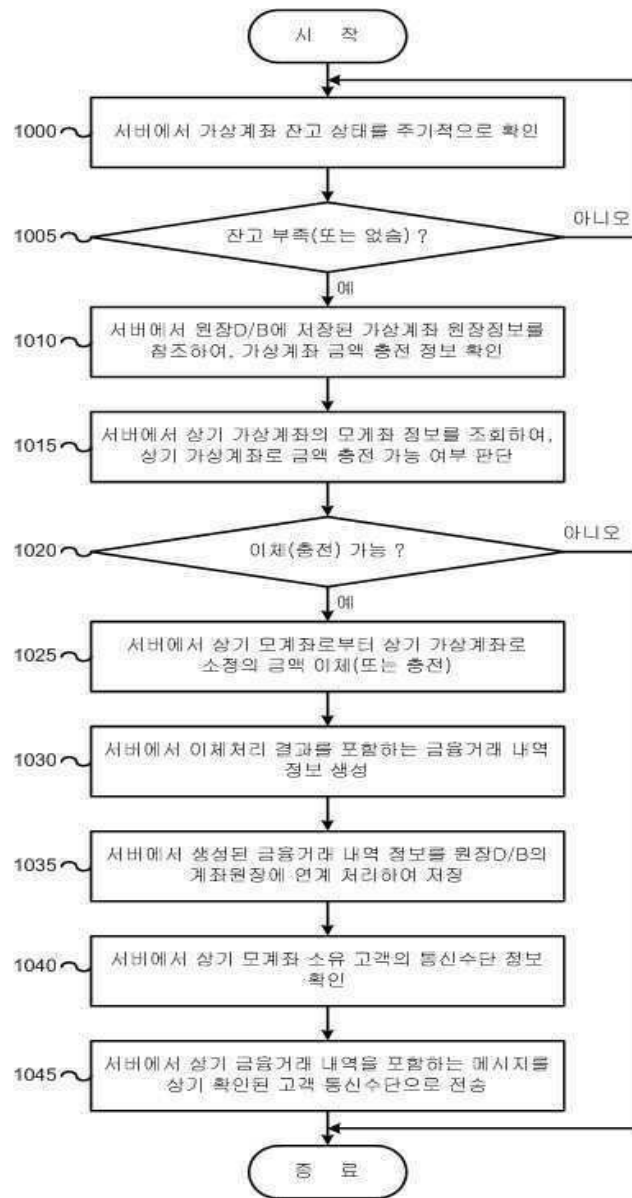 시 작
1000
서버에서 가상계좌 잔고 상태를 주기적으로 확인
1005
잔고 부족(또는 없슴) ?
아니오
예
1010
서버에서 원장D/B에 저장된 가상계좌 원장정보를
참조하여, 가상계좌 금액 충전 정보 확인
1015
서버에서 상기 가상계좌의 모계좌 정보를 조회하여,
상기 가상계좌로 금액 충전 가능 여부 판단
1020
이체(충전) 가능 ?
아니오
예
1025
서버에서 상기 모계좌로부터 상기 가상계좌로
소정의 금액 이체(또는 충전)
1030
서버에서 이체처리 결과를 포함하는 금융거래 내역
정보 생성
1035
서버에서 생성된 금융거래 내역 정보를 원장D/B의
계좌원장에 연계 처리하여 저장
1040
서버에서 상기 모계좌 소유 고객의 통신수단 정보
확인
1045
서버에서 상기 금융거래 내역을 포함하는 메시지를
상기 확인된 고객 통신수단으로 전송
종 료